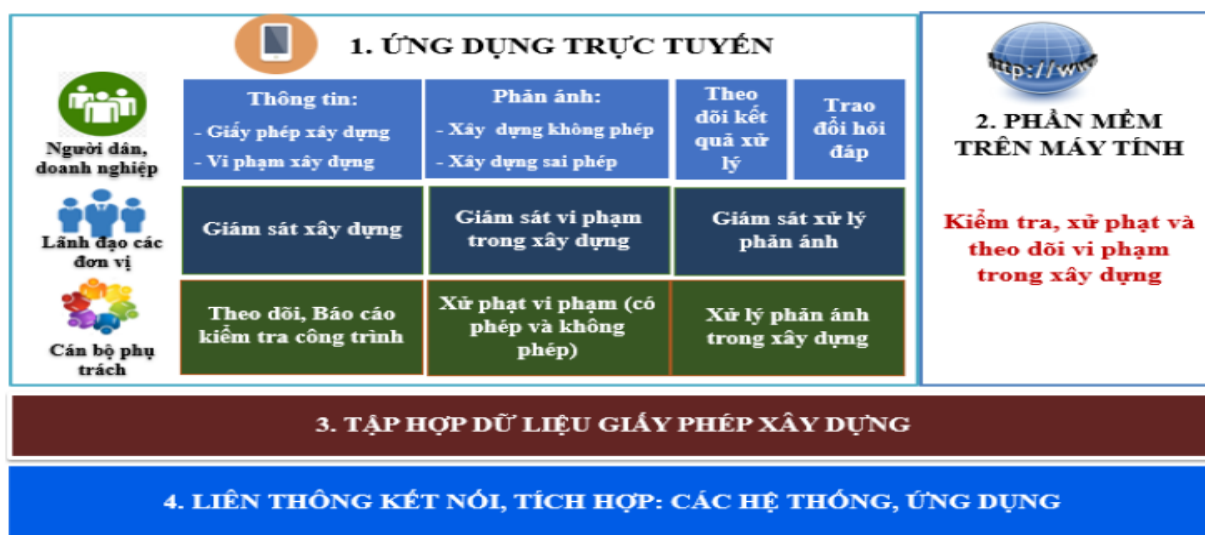 1. ỨNG DỤNG TRỰC TUYẾN
Người dân,
doanh nghiệp
Thông tin:
- Giấy phép xây dựng
- Vi phạm xây dựng
Phản ánh:
- Xây dựng không phép
- Xây dựng sai phép
Theo
dõi kết
quả xử
lý
Trao
đổi hỏi
đáp
Lãnh đạo các
đơn vị
Giám sát xây dựng
Giám sát vi phạm
trong xây dựng
Giám sát xử lý
phản ánh
Cán bộ phụ
trách
Theo dõi, Báo cáo
kiểm tra công trình
Xử phạt vi phạm (có
phép và không
phép)
Xử lý phản ánh
trong xây dựng
http://ww
2. PHẦN MỀM
TRÊN MÁY TÍNH
Kiểm tra, xử phạt và
theo dõi vi phạm
trong xây dựng
3. TẬP HỢP DỮ LIỆU GIẤY PHÉP XÂY DỰNG
4. LIÊN THÔNG KẾT NỐI, TÍCH HỢP: CÁC HỆ THỐNG, ỨNG DỤNG